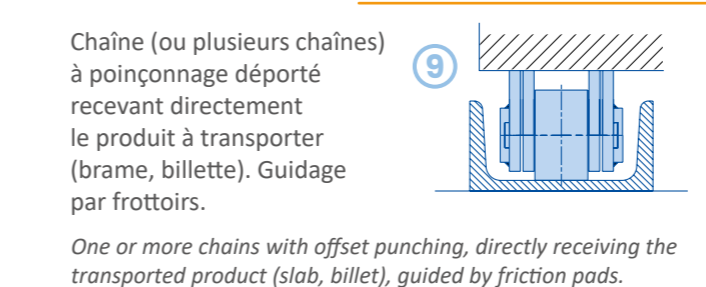 Chaîne (ou plusieurs chaînes)
à poinçonnage déporté
recevant directement
le produit à transporter
(brame, billette). Guidage
par frottoirs.
9
One or more chains with offset punching, directly receiving the
transported product (slab, billet), guided by friction pads.